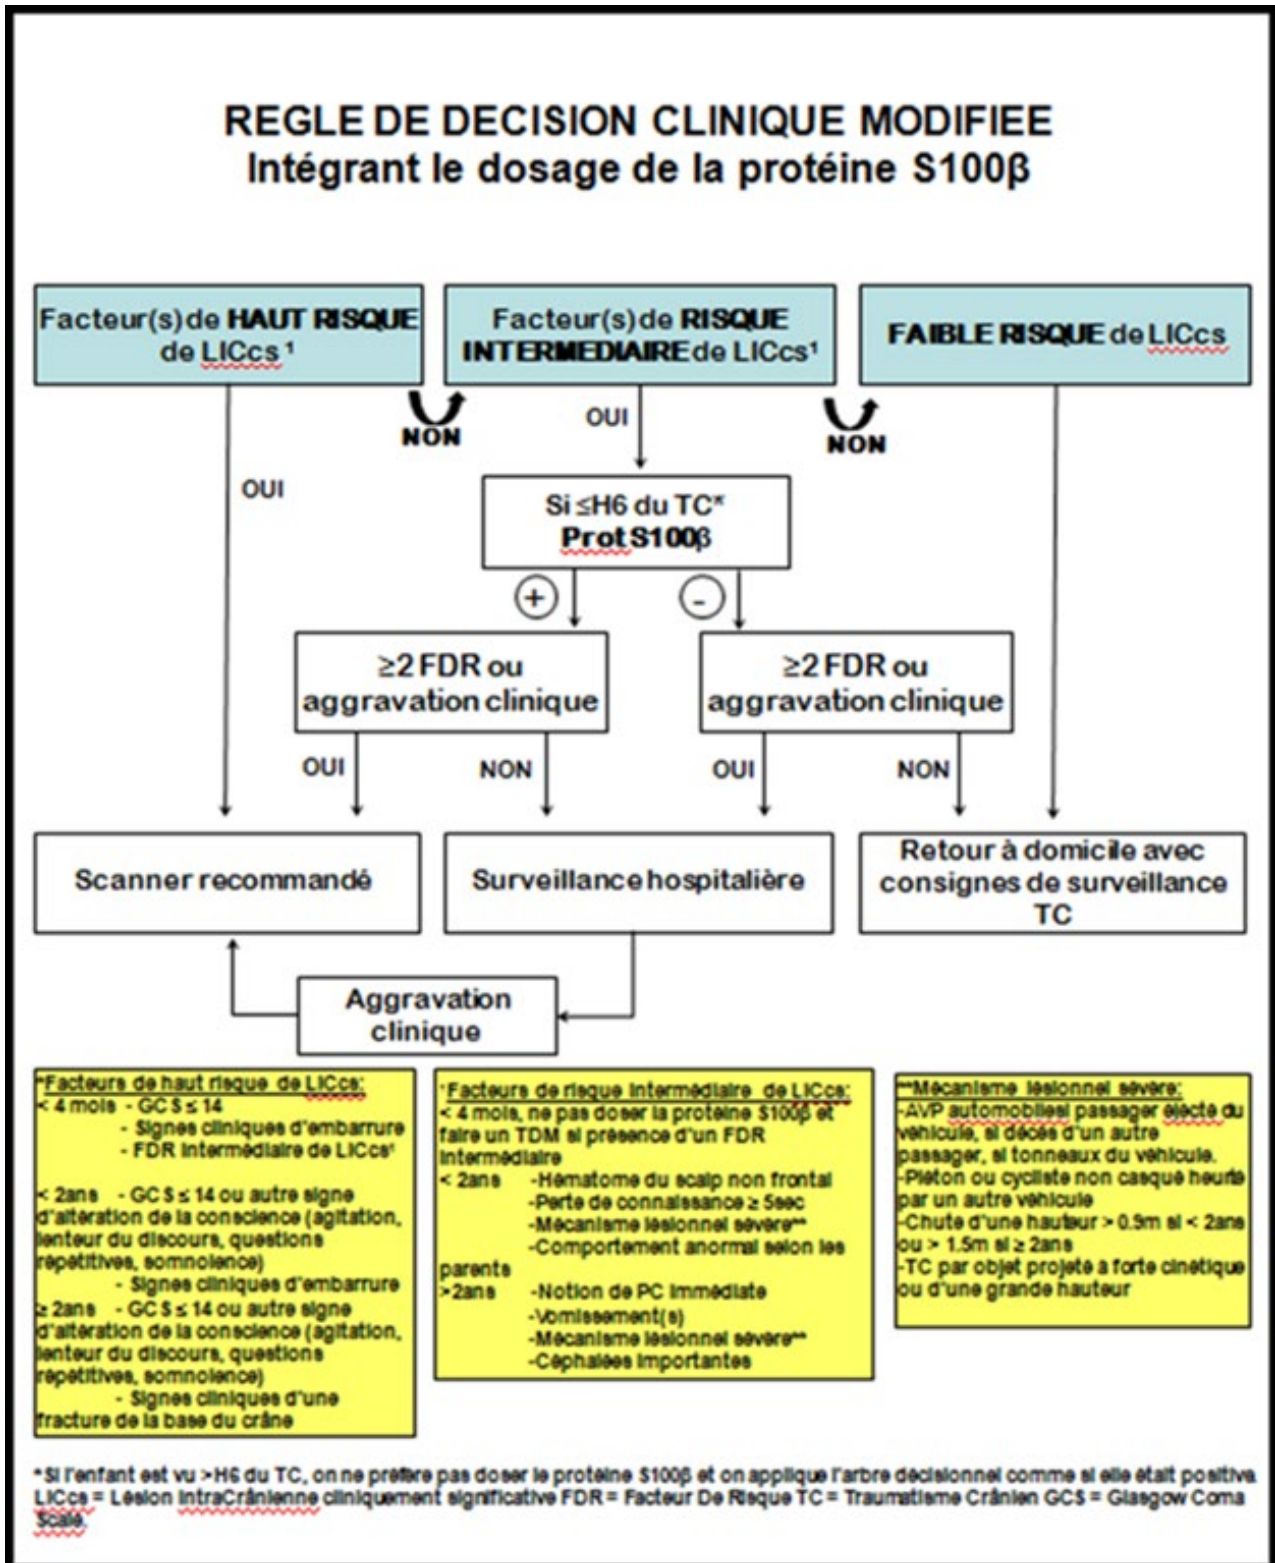 REGLE DE DECISION CLINIQUE MODIFIEE
Intégrant le dosage de la protéine S100β
Facteur(s) de HAUT RISQUE
de LICcs ¹
Facteur(s) de RISQUE
INTERMEDIAIRE de LICcs¹
FAIBLE RISQUE de LICcs
NON
OUI
NON
OUI
Si ≤H6 du TC*
Prot S100β
+
-
≥2 FDR ou
aggravation clinique
≥2 FDR ou
aggravation clinique
OUI
NON
OUI
NON
Scanner recommandé
Surveillance hospitalière
Retour à domicile avec
consignes de surveillance
TC
Aggravation
clinique
*Facteurs de haut risque de LICcs:
< 4 mois - GCS ≤ 14
- Signes cliniques d'embarrure
- FDR Intermédiaire de LICcs¹
< 2ans - GCS ≤ 14 ou autre signe
d'altération de la conscience (agitation,
lenteur du discours, questions
répétitives, somnolence)
- Signes cliniques d'embarrure
≥ 2ans - GCS ≤ 14 ou autre signe
d'altération de la conscience (agitation,
lenteur du discours, questions
répétitives, somnolence)
- Signes cliniques d'une
fracture de la base du crâne
¹Facteurs de risque Intermédiaire de LICcs:
< 4 mois, ne pas doser la protéine S100β et
faire un TDM si présence d'un FDR
Intermédiaire
< 2ans -Hématome du scalp non frontal
-Perte de connaissance ≥ 5sec
-Mécanisme lésionnel sévère**
-Comportement anormal selon les
parents
>2ans -Notion de PC Immédiate
-Vomissement(s)
-Mécanisme lésionnel sévère**
-Céphalées Importantes
**Mécanisme lésionnel sévère:
-AVP automobiles: passager éjecté du
véhicule, si décès d'un autre
passager, si tonneaux du véhicule.
-Piéton ou cycliste non casqué heurté
par un autre véhicule
-Chute d'une hauteur > 0.9m si < 2ans
ou > 1.5m si ≥ 2ans
-TC par objet projeté à forte cinétique
ou d'une grande hauteur
*Si l'enfant est vu >H6 du TC, on ne préfère pas doser le protéine S100β et on applique l'arbre décisionnel comme si elle était positive
LICcs = Lésion IntraCrânienne cliniquement significative FDR = Facteur De Risque TC = Traumatisme Crânien GCS = Glasgow Coma
Scale.